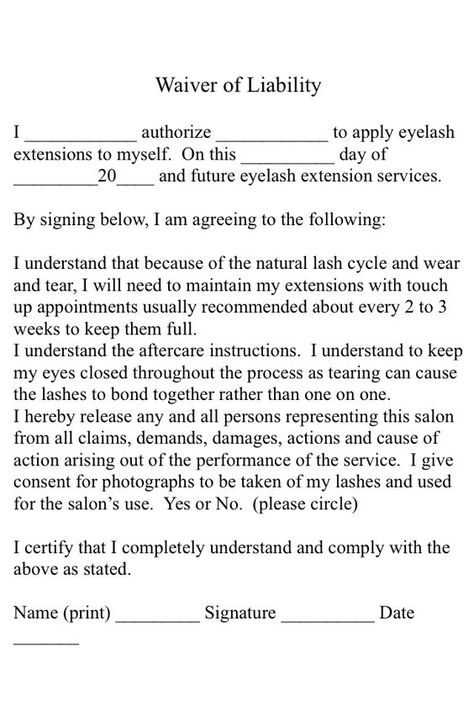 Waiver of Liability
I ____________ authorize ____________ to apply eyelash
extensions to myself.  On this __________ day of
_________20____ and future eyelash extension services.
By signing below, I am agreeing to the following:
I understand that because of the natural lash cycle and wear
and tear, I will need to maintain my extensions with touch
up appointments usually recommended about every 2 to 3
weeks to keep them full.
I understand the aftercare instructions.  I understand to keep
my eyes closed throughout the process as tearing can cause
the lashes to bond together rather than one on one.
I hereby release any and all persons representing this salon
from all claims, demands, damages, actions and cause of
action arising out of the performance of the service.  I give
consent for photographs to be taken of my lashes and used
for the salon’s use.  Yes or No.  (please circle)
I certify that I completely understand and comply with the
above as stated.
Name (print) _________ Signature __________ Date
_______